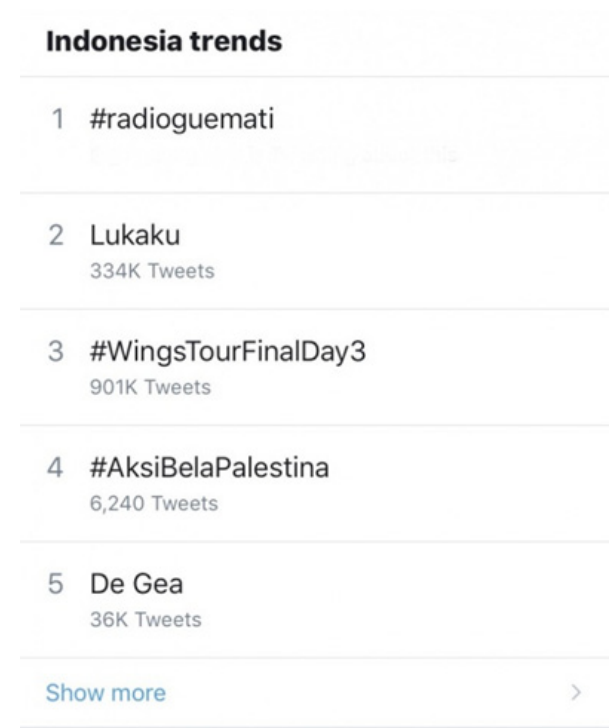 Indonesia trends
1 #radioguemati
2 Lukaku
334K Tweets
3 #WingsTourFinalDay3
901K Tweets
4 #AksiBelaPalestina
6,240 Tweets
5 De Gea
36K Tweets
Show more